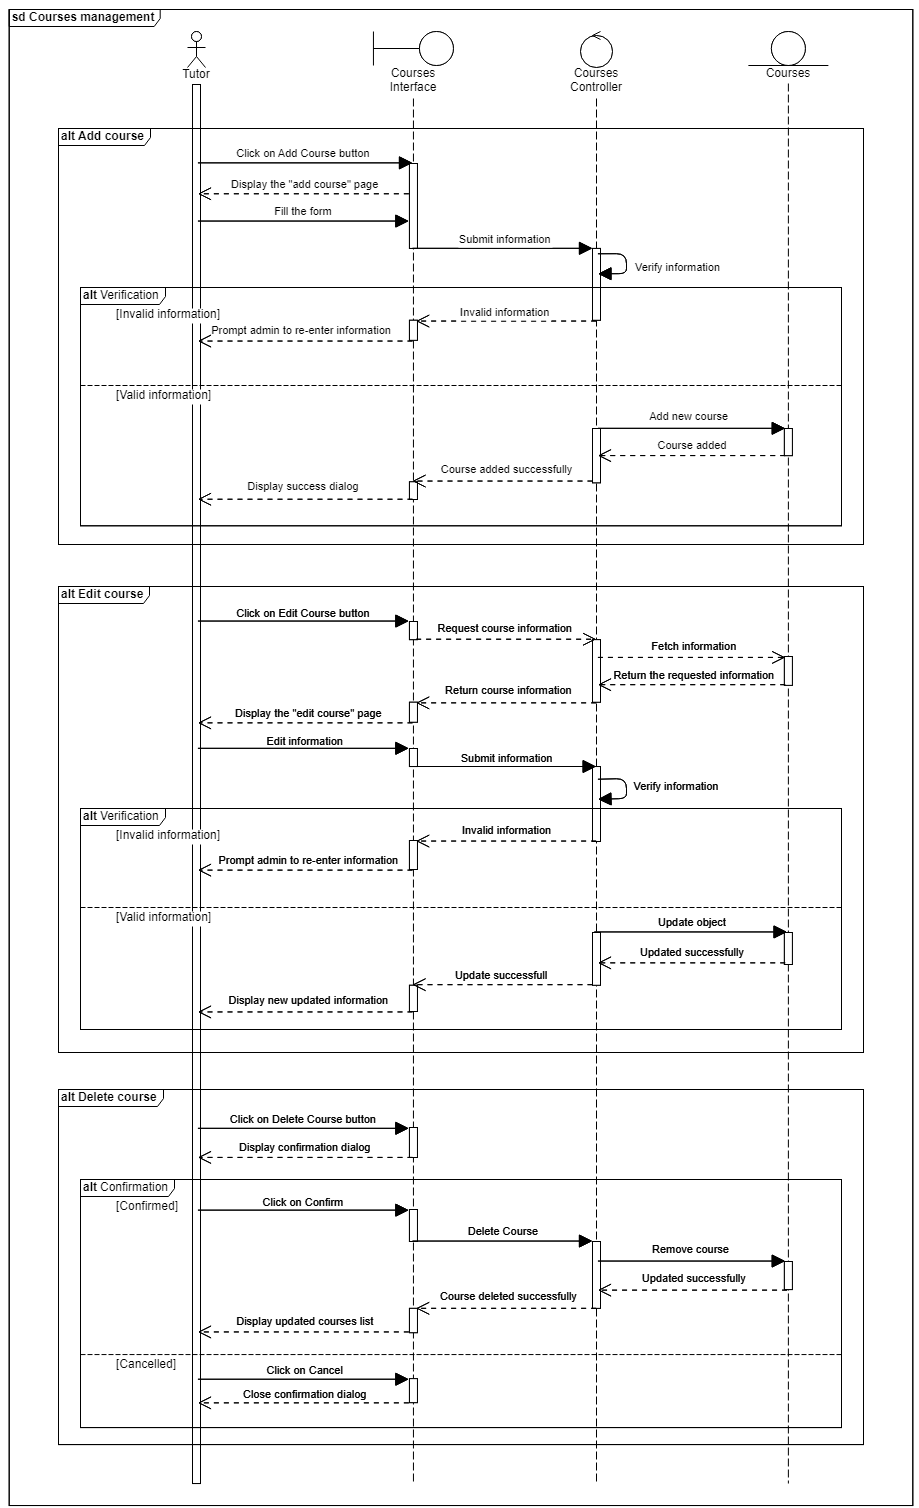 sd Courses management
Tutor
Courses
Interface
Courses
Controller
Courses
alt Add course
Click on Add Course button
Display the "add course" page
Fill the form
Submit information
Verify information
alt Verification
[Invalid information]
Invalid information
Prompt admin to re-enter information
[Valid information]
Add new course
Course added
Course added successfully
Display success dialog
alt Edit course
Click on Edit Course button
Request course information
Fetch information
Return the requested information
Return course information
Display the "edit course" page
Edit information
Submit information
Verify information
alt Verification
[Invalid information]
Invalid information
Prompt admin to re-enter information
[Valid information]
Update object
Updated successfully
Update successfull
Display new updated information
alt Delete course
Click on Delete Course button
Display confirmation dialog
alt Confirmation
[Confirmed]
Click on Confirm
Delete Course
Remove course
Updated successfully
Course deleted successfully
Display updated courses list
[Cancelled]
Click on Cancel
Close confirmation dialog